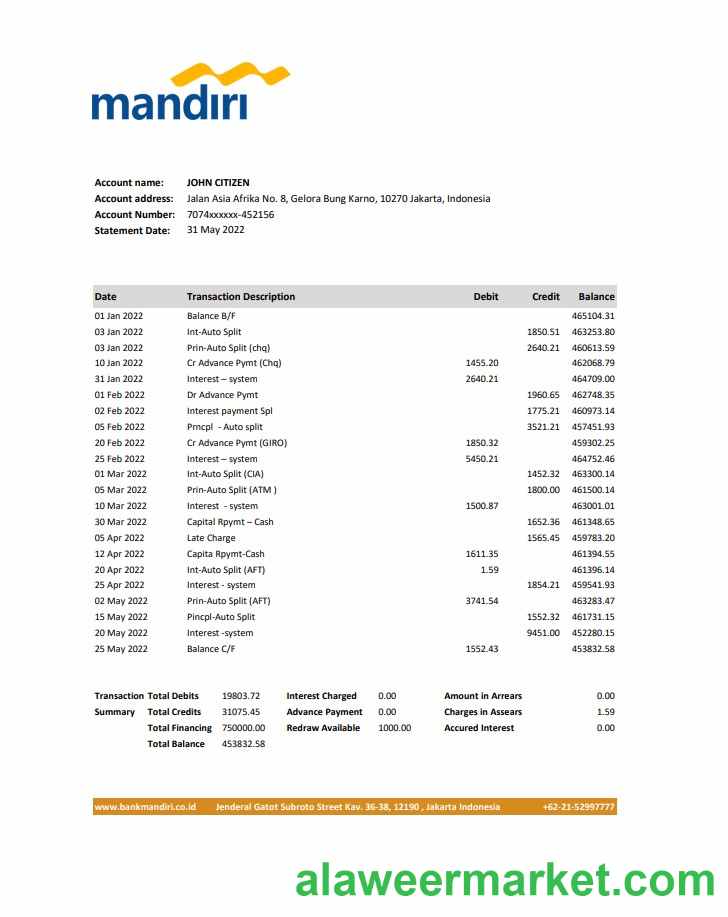 mandiri
Account name: JOHN CITIZEN
Account address: Jalan Asia Afrika No. 8, Gelora Bung Karno, 10270 Jakarta, Indonesia
Account Number: 7074xxxxxx-452156
Statement Date: 31 May 2022
Date Transaction Description Debit Credit Balance
01 Jan 2022 Balance B/F 465104.31
03 Jan 2022 Int-Auto Split 1850.51 463253.80
03 Jan 2022 Prin-Auto Split (chq) 2640.21 460613.59
10 Jan 2022 Cr Advance Pymt (Chq) 1455.20 462068.79
31 Jan 2022 Interest – system 2640.21 464709.00
01 Feb 2022 Dr Advance Pymt 1960.65 462748.35
02 Feb 2022 Interest payment Spl 1775.21 460973.14
05 Feb 2022 Prncpl - Auto split 3521.21 457451.93
20 Feb 2022 Cr Advance Pymt (GIRO) 1850.32 459302.25
25 Feb 2022 Interest – system 5450.21 464752.46
01 Mar 2022 Int-Auto Split (CIA) 1452.32 463300.14
05 Mar 2022 Prin-Auto Split (ATM ) 1800.00 461500.14
10 Mar 2022 Interest - system 1500.87 463001.01
30 Mar 2022 Capital Rpymt – Cash 1652.36 461348.65
05 Apr 2022 Late Charge 1565.45 459783.20
12 Apr 2022 Capita Rpymt-Cash 1611.35 461394.55
20 Apr 2022 Int-Auto Split (AFT) 1.59 461396.14
25 Apr 2022 Interest - system 1854.21 459541.93
02 May 2022 Prin-Auto Split (AFT) 3741.54 463283.47
15 May 2022 Pincpl-Auto Split 1552.32 461731.15
20 May 2022 Interest -system 9451.00 452280.15
25 May 2022 Balance C/F 1552.43 453832.58
Transaction Total Debits 19803.72 Interest Charged 0.00 Amount in Arrears 0.00
Summary Total Credits 31075.45 Advance Payment 0.00 Charges in Assears 1.59
Total Financing 750000.00 Redraw Available 1000.00 Accured Interest 0.00
Total Balance 453832.58
www.bankmandiri.co.id Jenderal Gatot Subroto Street Kav. 36-38, 12190 , Jakarta Indonesia +62-21-52997777
alaweermarket.com